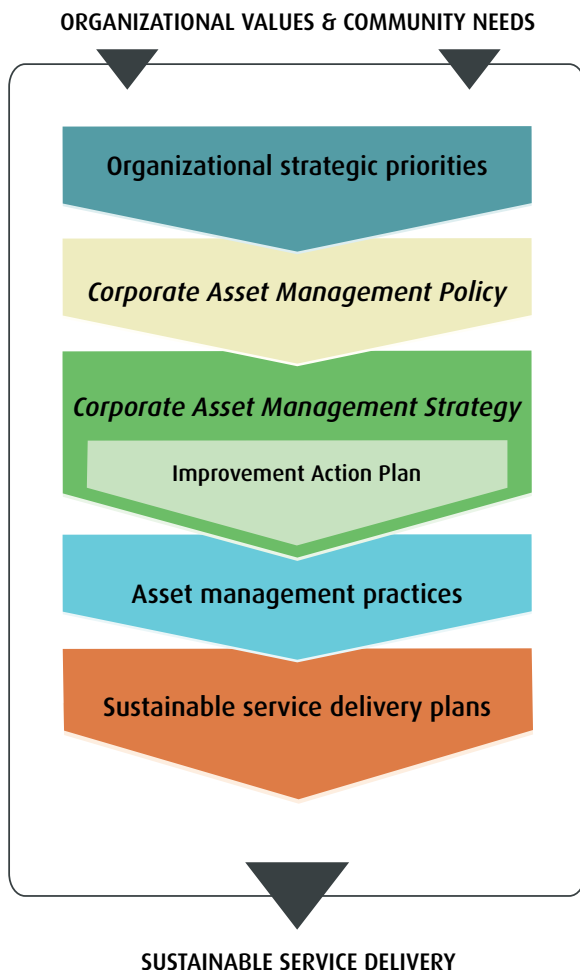 ORGANIZATIONAL VALUES & COMMUNITY NEEDS
Organizational strategic priorities
Corporate Asset Management Policy
Corporate Asset Management Strategy
Improvement Action Plan
Asset management practices
Sustainable service delivery plans
SUSTAINABLE SERVICE DELIVERY